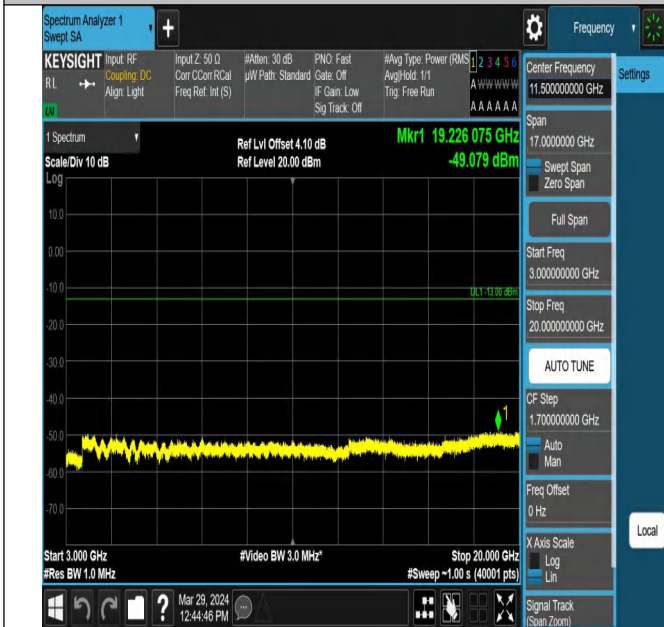 Spectrum Analyzer 1
Swept SA
+
Frequency
KEYSIGHT
RL
LXI
Input: RF
Coupling: DC
Align: Light
Input Z: 50 Ω
Corr CCorr RCal
Freq Ref: Int (S)
#Atten: 30 dB
µW Path: Standard
PNO: Fast
Gate: Off
IF Gain: Low
Sig Track: Off
#Avg Type: Power (RMS
Avg|Hold: 1/1
Trig: Free Run
1 2 3 4 5 6
A W W W W W
A A A A A A
Center Frequency
11.500000000 GHz
Settings
Span
17.0000000 GHz
Swept Span
Zero Span
Full Span
Start Freq
3.000000000 GHz
Stop Freq
20.000000000 GHz
AUTO TUNE
CF Step
1.700000000 GHz
Auto
Man
Freq Offset
0 Hz
X Axis Scale
Log
Lin
Signal Track
(Span Zoom)
Local
1 Spectrum
Scale/Div 10 dB
Log
Ref Lvl Offset 4.10 dB
Ref Level 20.00 dBm
Mkr1 19.226 075 GHz
-49.079 dBm
10.0
0.00
-10.0
DL1 -13.00 dBm
-20.0
-30.0
-40.0
1
-50.0
-60.0
-70.0
Start 3.000 GHz
#Res BW 1.0 MHz
#Video BW 3.0 MHz*
Stop 20.000 GHz
#Sweep ~1.00 s (40001 pts)
?
Mar 29, 2024
12:44:46 PM